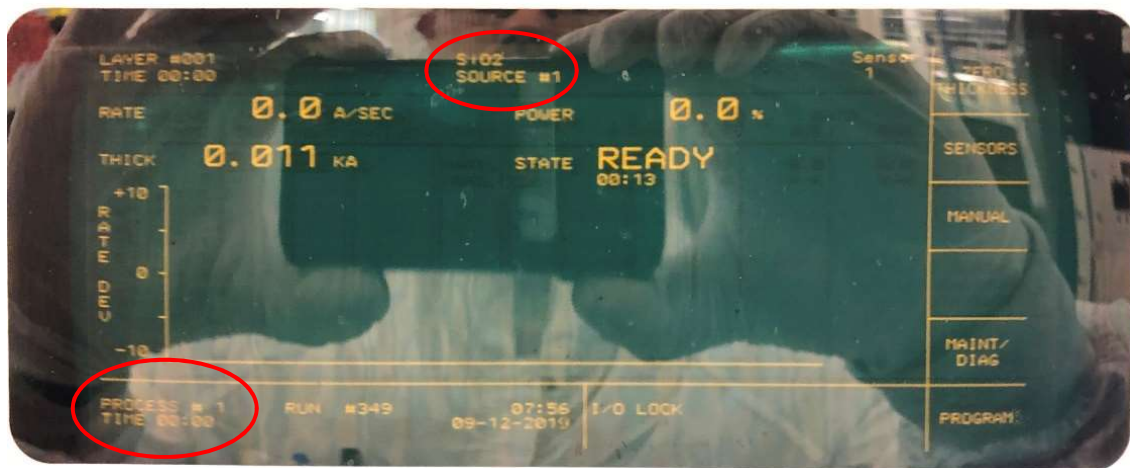 LAYER #001
TIME 00:00
SiO2
SOURCE #1
Sensor
1
ZERO
THICKNESS
RATE 0.0 A/SEC
POWER 0.0 %
SENSORS
THICK 0.011 KA
STATE READY
00:13
+10
RATE DEV
0
-10
MANUAL
MAINT/
DIAG
PROCESS # 1
TIME 00:00
RUN #349
07:56
09-12-2019
I/O LOCK
PROGRAM